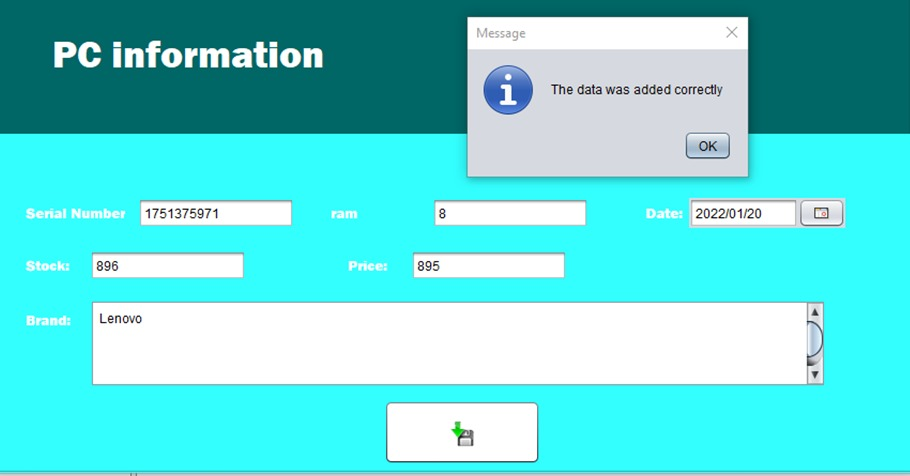 PC information
Message
The data was added correctly
OK
Serial Number 1751375971 ram 8 Date: 2022/01/20
Stock: 896 Price: 895
Brand: Lenovo